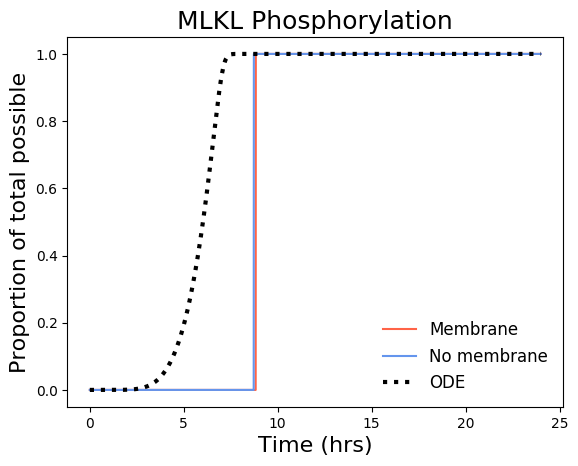 MLKL Phosphorylation
Proportion of total possible
1.0
0.8
0.6
0.4
0.2
0.0
Membrane
No membrane
ODE
0 5 10 15 20 25
Time (hrs)